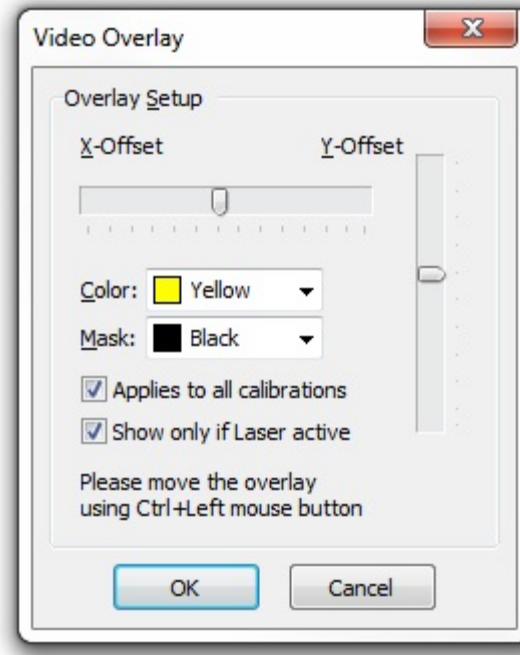 Video Overlay
Overlay Setup
X-Offset
Y-Offset
Color: Yellow
Mask: Black
Applies to all calibrations
Show only if Laser active
Please move the overlay
using Ctrl+Left mouse button
OK
Cancel